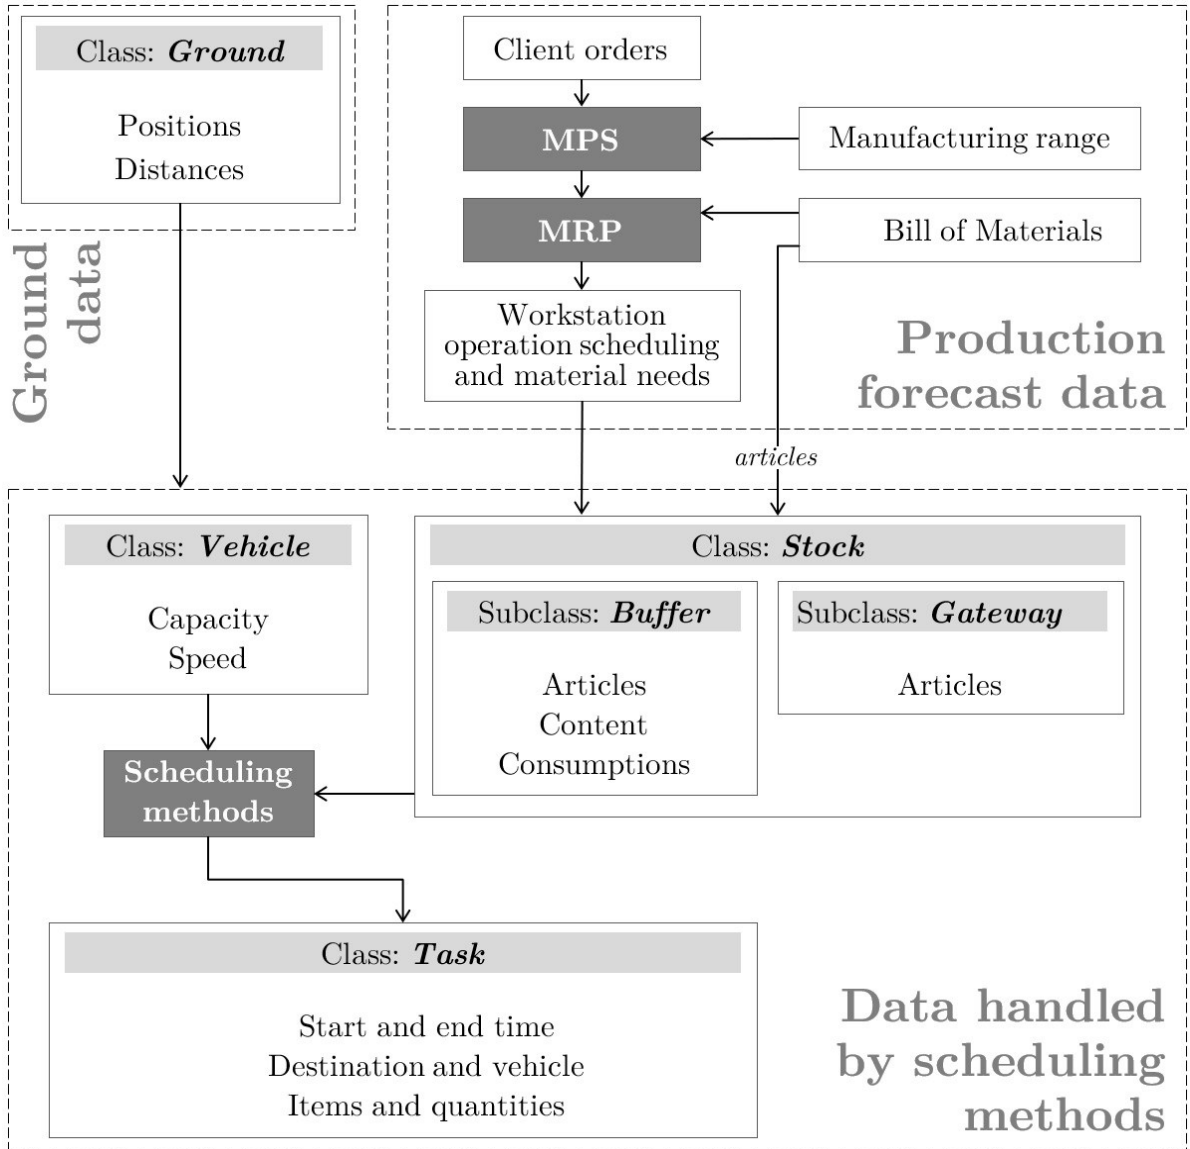 Class: Ground
Positions
Distances
Ground
data
Client orders
MPS
Manufacturing range
MRP
Bill of Materials
Workstation
operation scheduling
and material needs
Production
forecast data
articles
Class: Vehicle
Capacity
Speed
Class: Stock
Subclass: Buffer
Articles
Content
Consumptions
Subclass: Gateway
Articles
Scheduling
methods
Class: Task
Start and end time
Destination and vehicle
Items and quantities
Data handled
by scheduling
methods